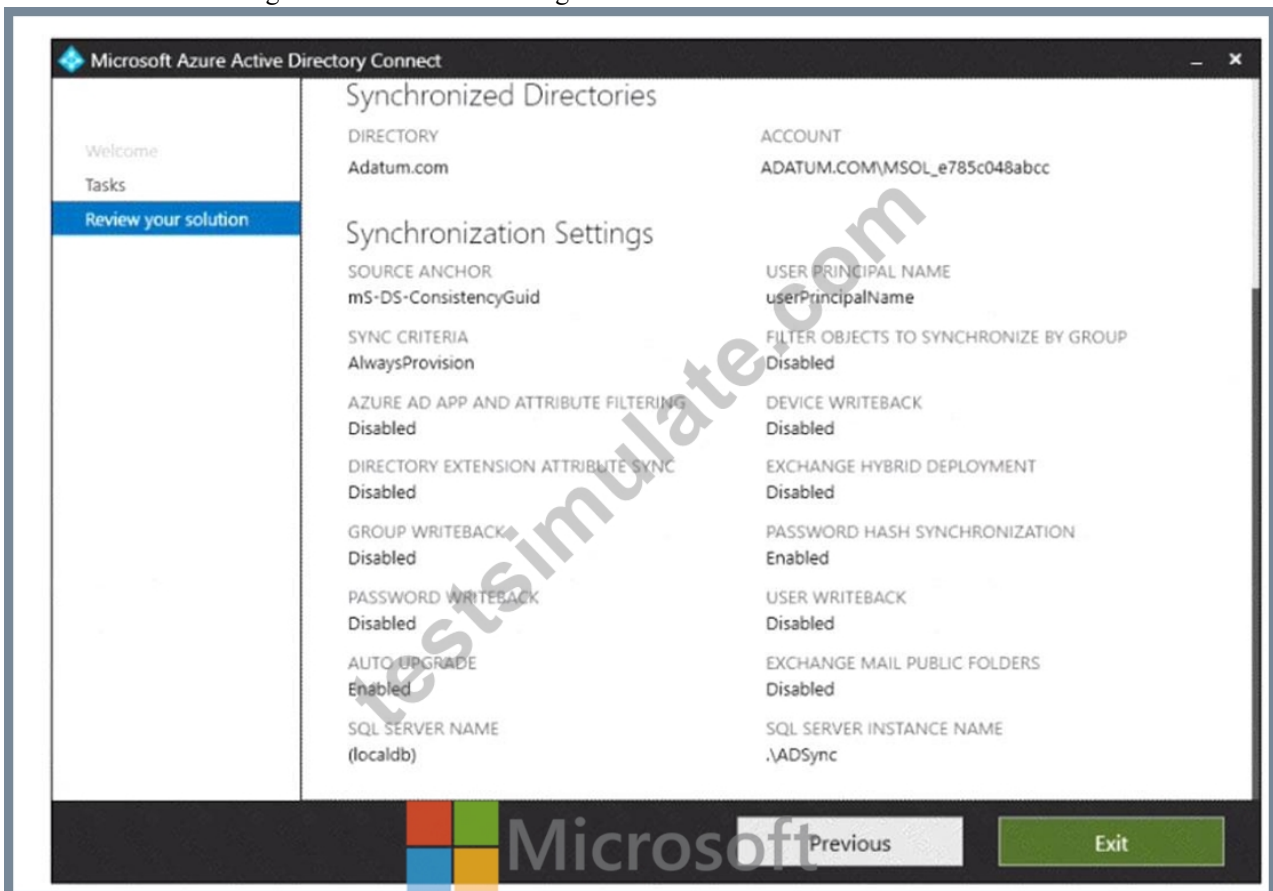 Microsoft Azure Active Directory Connect
Welcome
Tasks
Review your solution
Synchronized Directories
DIRECTORY
ACCOUNT
Adatum.com
ADATUM.COM\MSOL_e785c048abcc
Synchronization Settings
SOURCE ANCHOR
USER PRINCIPAL NAME
mS-DS-ConsistencyGuid
userPrincipalName
SYNC CRITERIA
FILTER OBJECTS TO SYNCHRONIZE BY GROUP
AlwaysProvision
Disabled
AZURE AD APP AND ATTRIBUTE FILTERING
DEVICE WRITEBACK
Disabled
Disabled
DIRECTORY EXTENSION ATTRIBUTE SYNC
EXCHANGE HYBRID DEPLOYMENT
Disabled
Disabled
GROUP WRITEBACK
PASSWORD HASH SYNCHRONIZATION
Disabled
Enabled
PASSWORD WRITEBACK
USER WRITEBACK
Disabled
Disabled
AUTO UPGRADE
EXCHANGE MAIL PUBLIC FOLDERS
Enabled
Disabled
SQL SERVER NAME
SQL SERVER INSTANCE NAME
(localdb)
.\ADSync
Previous
Exit
Microsoft
testsimulate.com